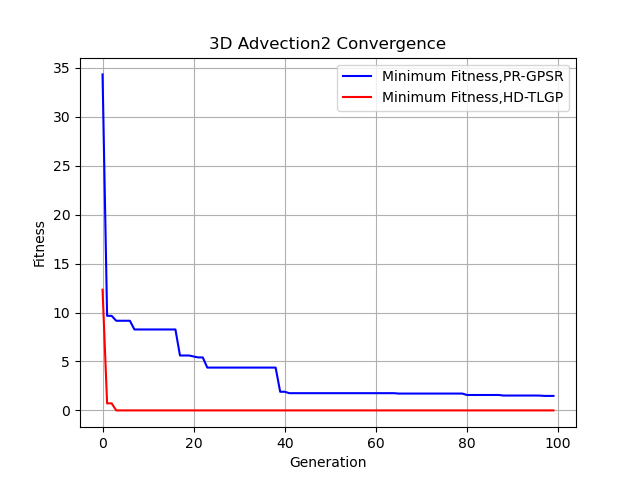 3D Advection2 Convergence
Minimum Fitness,PR-GPSR
Minimum Fitness,HD-TLGP
Fitness
35
30
25
20
15
10
5
0
0 20 40 60 80 100
Generation